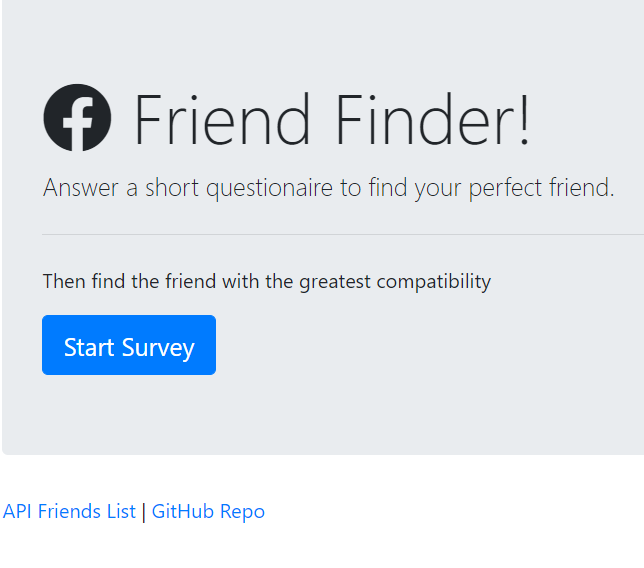 Friend Finder!
Answer a short questionaire to find your perfect friend.
Then find the friend with the greatest compatibility
Start Survey
API Friends List | GitHub Repo